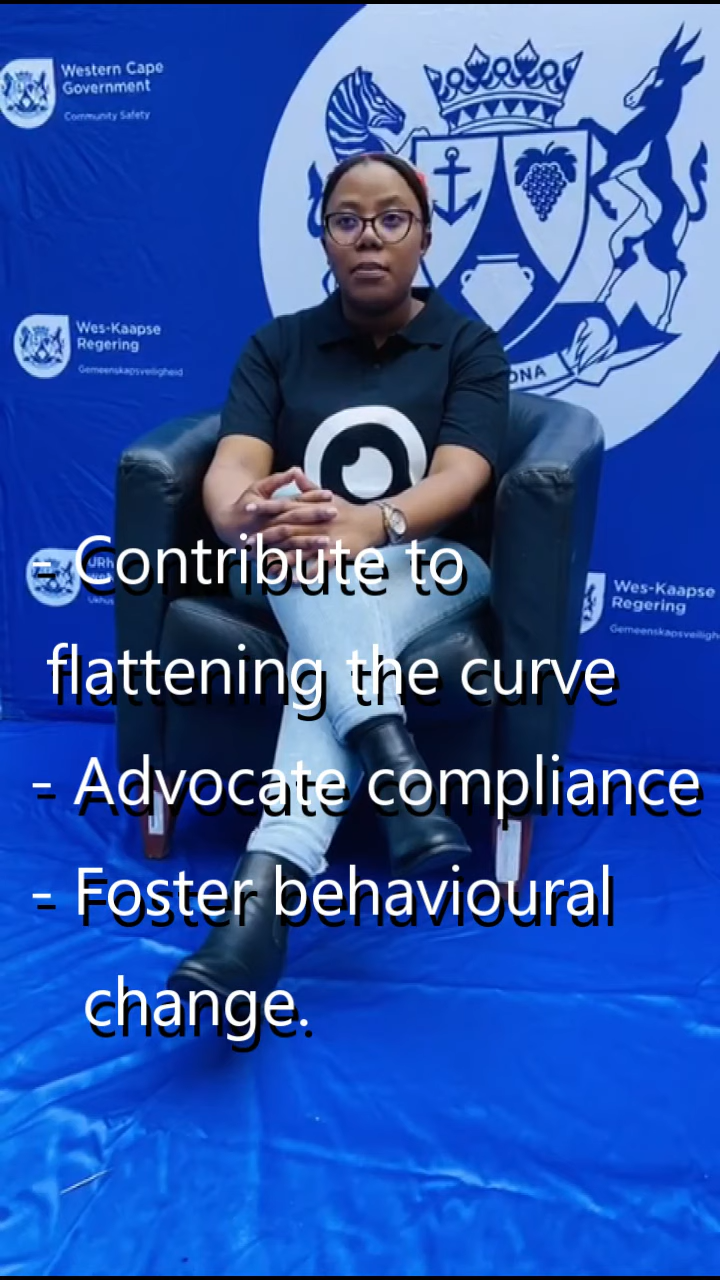 Western Cape
Government
Community Safety
ONA
Wes-Kaapse
Regering
Gemeenskapsveiligheid
- Contribute to
flattening the curve
- Advocate compliance
- Foster behavioural
change.
Wes-Kaapse
Regering